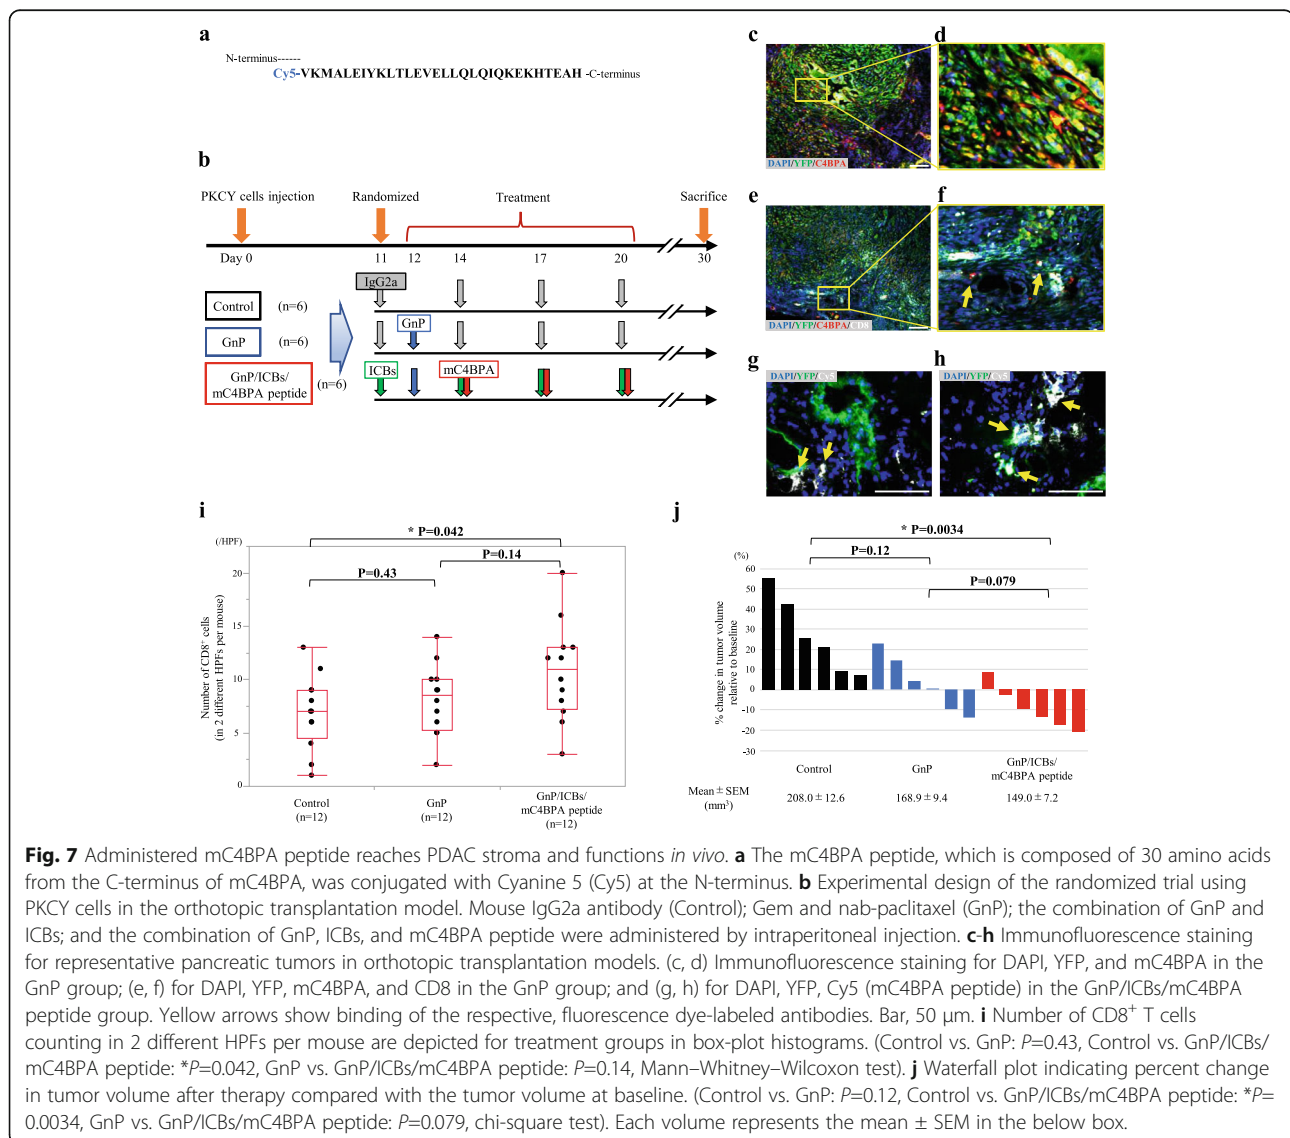 a
N-terminus------
Cy5-VKMALEIYKLTLEVELLQLQIQKEKHTEAH -C-terminus
b
PKCY cells injection
Randomized
Treatment
Sacrifice
Day 0
11
12
14
17
20
30
IgG2a
Control
(n=6)
GnP
GnP
(n=6)
ICBs
mC4BPA
GnP/ICBs/
mC4BPA peptide
(n=6)
c
d
DAPI/YFP/C4BPA
e
f
DAPI/YFP/C4BPA/CD8
g
h
DAPI/YFP/Cy5
DAPI/YFP/Cy5
i
* P=0.042
(/HPF)
P=0.14
P=0.43
20
15
10
5
0
Number of CD8+ cells
(in 2 different HPFs per mouse)
Control
(n=12)
GnP
(n=12)
GnP/ICBs/
mC4BPA peptide
(n=12)
j
* P=0.0034
(%)
P=0.12
P=0.079
60
50
40
30
20
10
0
-10
-20
-30
% change in tumor volume
relative to baseline
Control
GnP
GnP/ICBs/
mC4BPA peptide
Mean ± SEM
(mm³)
208.0 ± 12.6
168.9 ± 9.4
149.0 ± 7.2
Fig. 7 Administered mC4BPA peptide reaches PDAC stroma and functions in vivo. a The mC4BPA peptide, which is composed of 30 amino acids
from the C-terminus of mC4BPA, was conjugated with Cyanine 5 (Cy5) at the N-terminus. b Experimental design of the randomized trial using
PKCY cells in the orthotopic transplantation model. Mouse IgG2a antibody (Control); Gem and nab-paclitaxel (GnP); the combination of GnP and
ICBs; and the combination of GnP, ICBs, and mC4BPA peptide were administered by intraperitoneal injection. c-h Immunofluorescence staining
for representative pancreatic tumors in orthotopic transplantation models. (c, d) Immunofluorescence staining for DAPI, YFP, and mC4BPA in the
GnP group; (e, f) for DAPI, YFP, mC4BPA, and CD8 in the GnP group; and (g, h) for DAPI, YFP, Cy5 (mC4BPA peptide) in the GnP/ICBs/mC4BPA
peptide group. Yellow arrows show binding of the respective, fluorescence dye-labeled antibodies. Bar, 50 μm. i Number of CD8+ T cells
counting in 2 different HPFs per mouse are depicted for treatment groups in box-plot histograms. (Control vs. GnP: P=0.43, Control vs. GnP/ICBs/
mC4BPA peptide: *P=0.042, GnP vs. GnP/ICBs/mC4BPA peptide: P=0.14, Mann–Whitney–Wilcoxon test). j Waterfall plot indicating percent change
in tumor volume after therapy compared with the tumor volume at baseline. (Control vs. GnP: P=0.12, Control vs. GnP/ICBs/mC4BPA peptide: *P=
0.0034, GnP vs. GnP/ICBs/mC4BPA peptide: P=0.079, chi-square test). Each volume represents the mean ± SEM in the below box.